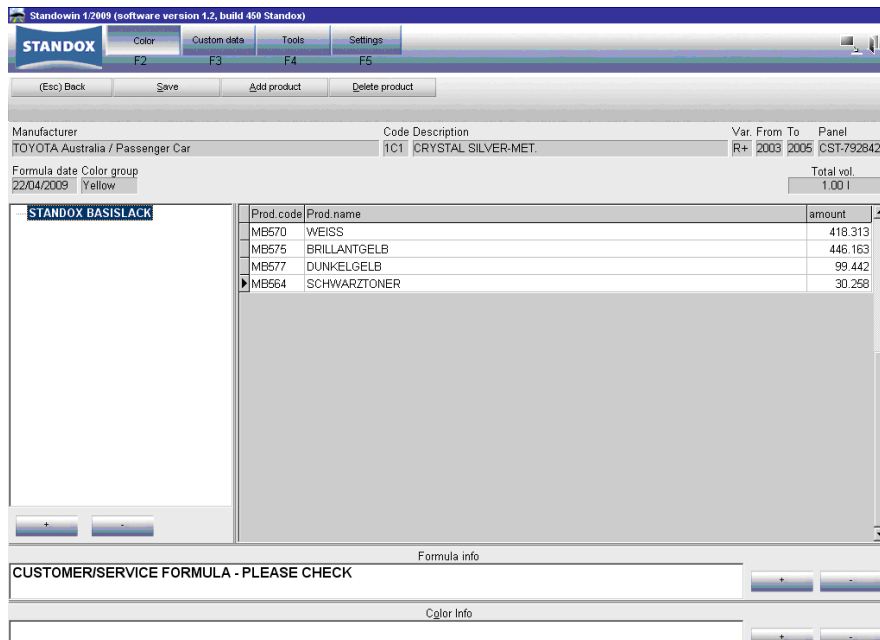 Standowin 1/2009 (software version 1.2, build 450 Standox)
STANDOX Color Custom data Tools Settings
F2 F3 F4 F5
(Esc) Back Save Add product Delete product
Manufacturer Code Description Var. From To Panel
TOYOTA Australia / Passenger Car 1C1 CRYSTAL SILVER-MET. R+ 2003 2005 CST-792842
Formula date Color group Total vol.
22/04/2009 Yellow 1.00 l
STANDOX BASISLACK Prod.code Prod.name amount
MB570 WEISS 418.313
MB575 BRILLANTGELB 446.163
MB577 DUNKELGELB 99.442
MB564 SCHWARZTONER 30.258
+ -
Formula info
CUSTOMER/SERVICE FORMULA - PLEASE CHECK
+ -
Color Info
+ -